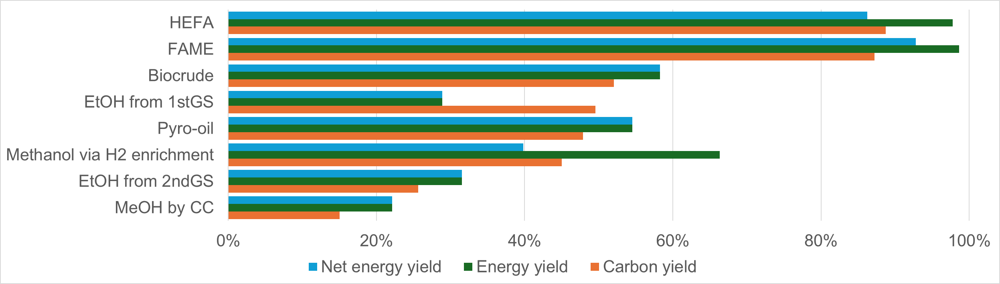 HEFA
FAME
Biocrude
EtOH from 1stGS
Pyro-oil
Methanol via H2 enrichment
EtOH from 2ndGS
MeOH by CC
0% 20% 40% 60% 80% 100%
Net energy yield Energy yield Carbon yield